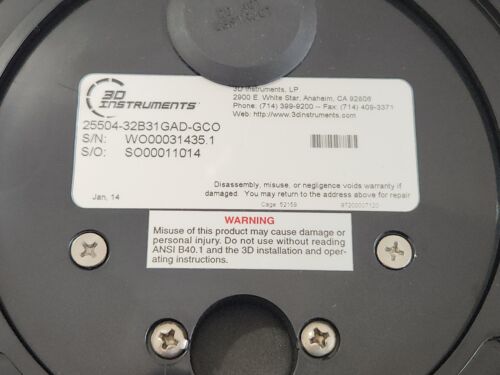 3D
INSTRUMENTS
3D Instruments, LP
2900 E. White Star, Anaheim, CA 92806
Phone: (714) 399-9200 -- Fax: (714) 409-3371
Web: http://www.3dinstruments.com
25504-32B31GAD-GCO
S/N: WO00031435.1
S/O: SO00011014
Jan, 14
Disassembly, misuse, or negligence voids warranty if
damaged. You may return to the address above for repair
Cage: 52159 97200007120
WARNING
Misuse of this product may cause damage or
personal injury. Do not use without reading
ANSI B40.1 and the 3D installation and oper-
ating instructions.